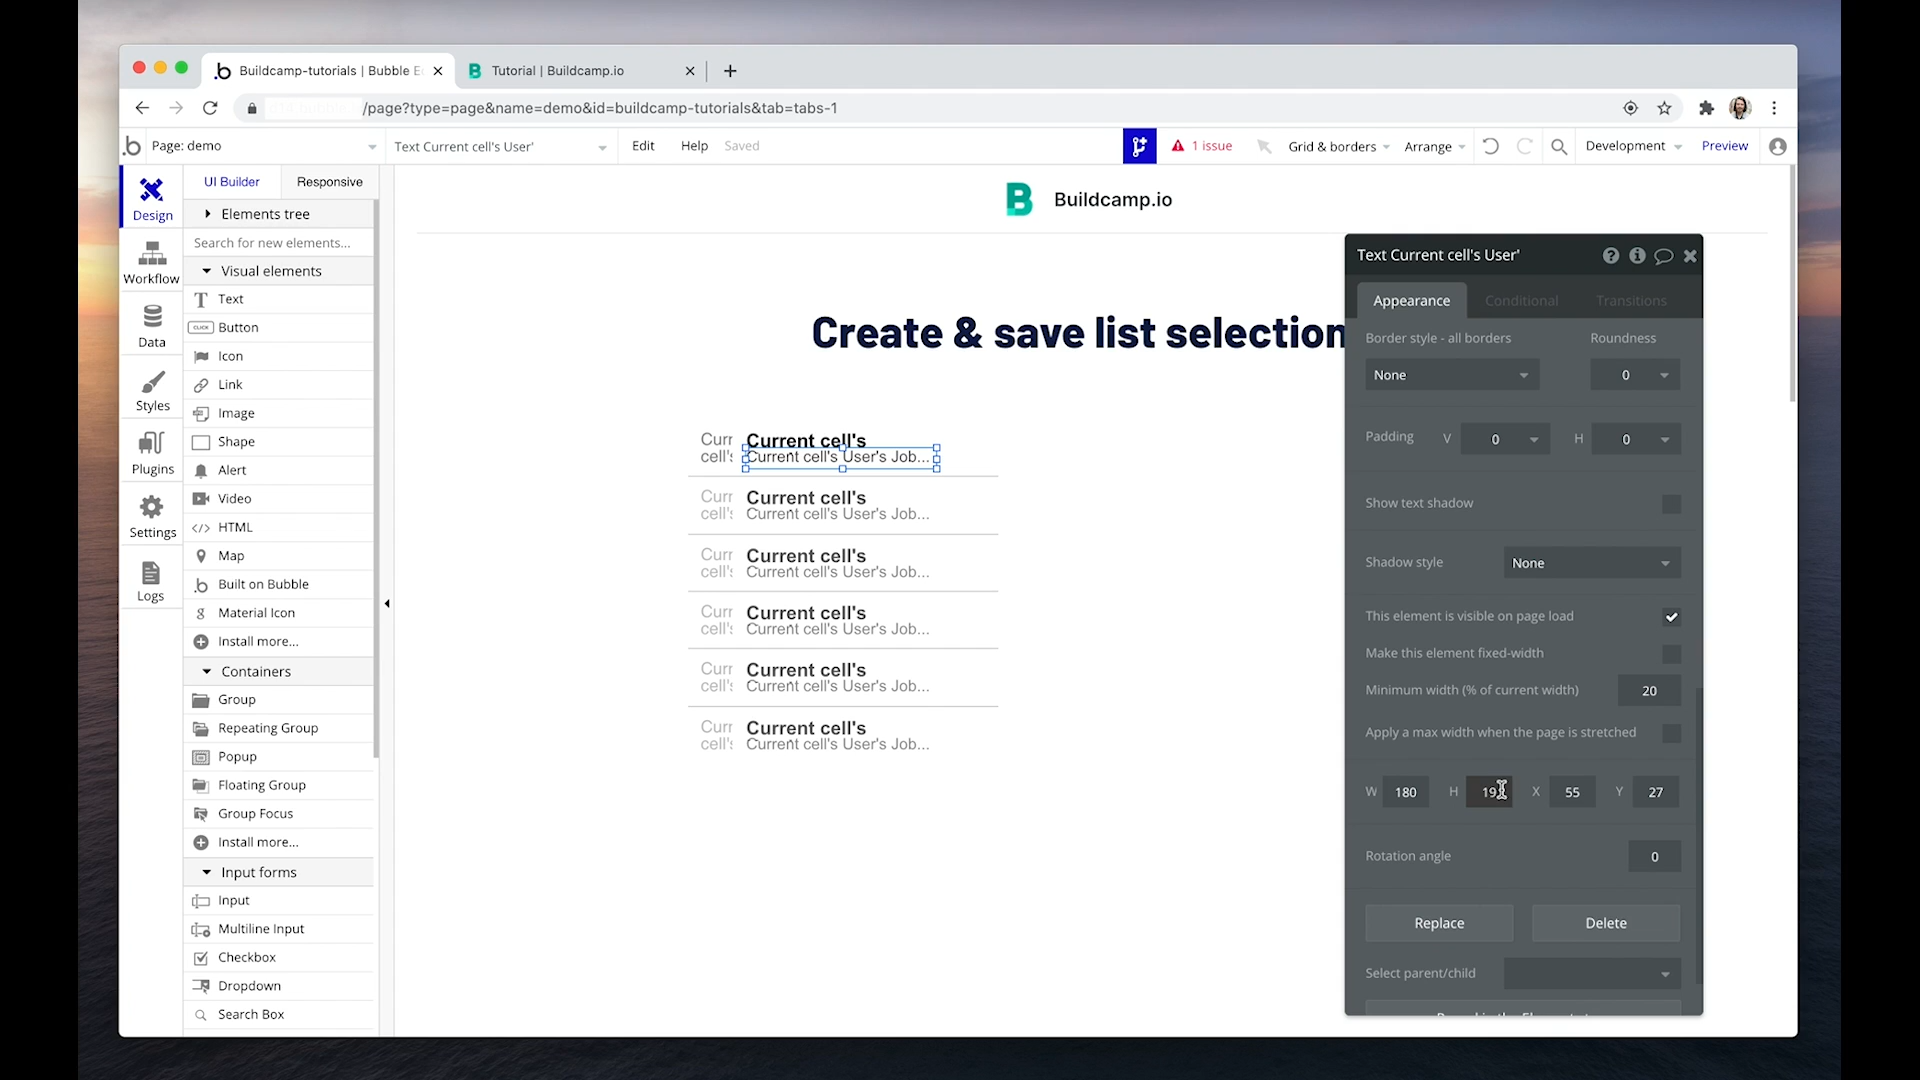 Buildcamp-tutorials | Bubble E
Tutorial | Buildcamp.io
/page?type=page&name=demo&id=buildcamp-tutorials&tab=tabs-1
Page: demo
Text Current cell's User'
Edit
Help
Saved
1 issue
Grid & borders
Arrange
Development
Preview
Design
Workflow
Data
Styles
Plugins
Settings
Logs
UI Builder
Responsive
Elements tree
Search for new elements...
Visual elements
Text
CLICK Button
Icon
Link
Image
Shape
Alert
Video
HTML
Map
Built on Bubble
Material Icon
Install more...
Containers
Group
Repeating Group
Popup
Floating Group
Group Focus
Install more...
Input forms
Input
Multiline Input
Checkbox
Dropdown
Search Box
Buildcamp.io
Create & save list selection
Curr Current cell's
cell's Current cell's User's Job...
Curr Current cell's
cell's Current cell's User's Job...
Curr Current cell's
cell's Current cell's User's Job...
Curr Current cell's
cell's Current cell's User's Job...
Curr Current cell's
cell's Current cell's User's Job...
Curr Current cell's
cell's Current cell's User's Job...
Text Current cell's User'
Appearance
Conditional
Transitions
Border style - all borders
Roundness
None
0
Padding V 0 H 0
Show text shadow
Shadow style None
This element is visible on page load
Make this element fixed-width
Minimum width (% of current width) 20
Apply a max width when the page is stretched
W 180 H 19 X 55 Y 27
Rotation angle 0
Replace
Delete
Select parent/child